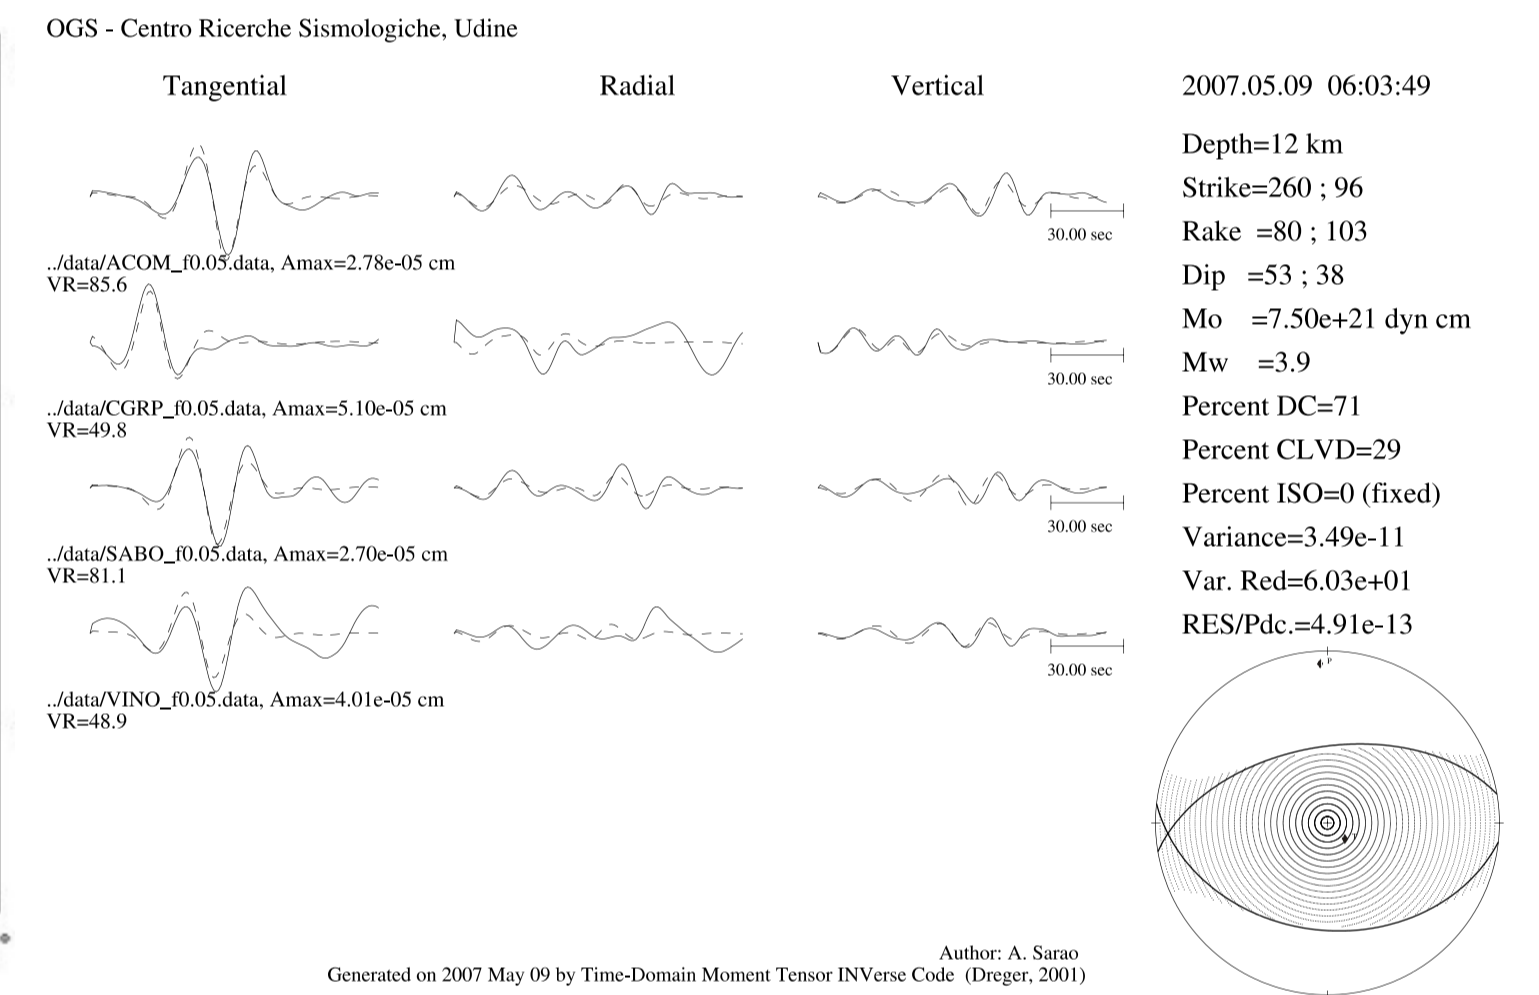 OGS - Centro Ricerche Sismologiche, Udine
Tangential Radial Vertical 2007.05.09 06:03:49
Depth=12 km
Strike=260 ; 96
Rake =80 ; 103
Dip =53 ; 38
Mo =7.50e+21 dyn cm
Mw =3.9
Percent DC=71
Percent CLVD=29
Percent ISO=0 (fixed)
Variance=3.49e-11
Var. Red=6.03e+01
RES/Pdc.=4.91e-13
30.00 sec
../data/ACOM_f0.05.data, Amax=2.78e-05 cm
VR=85.6
30.00 sec
../data/CGRP_f0.05.data, Amax=5.10e-05 cm
VR=49.8
30.00 sec
../data/SABO_f0.05.data, Amax=2.70e-05 cm
VR=81.1
30.00 sec
../data/VINO_f0.05.data, Amax=4.01e-05 cm
VR=48.9
P
Author: A. Sarao
Generated on 2007 May 09 by Time-Domain Moment Tensor INVerse Code (Dreger, 2001)